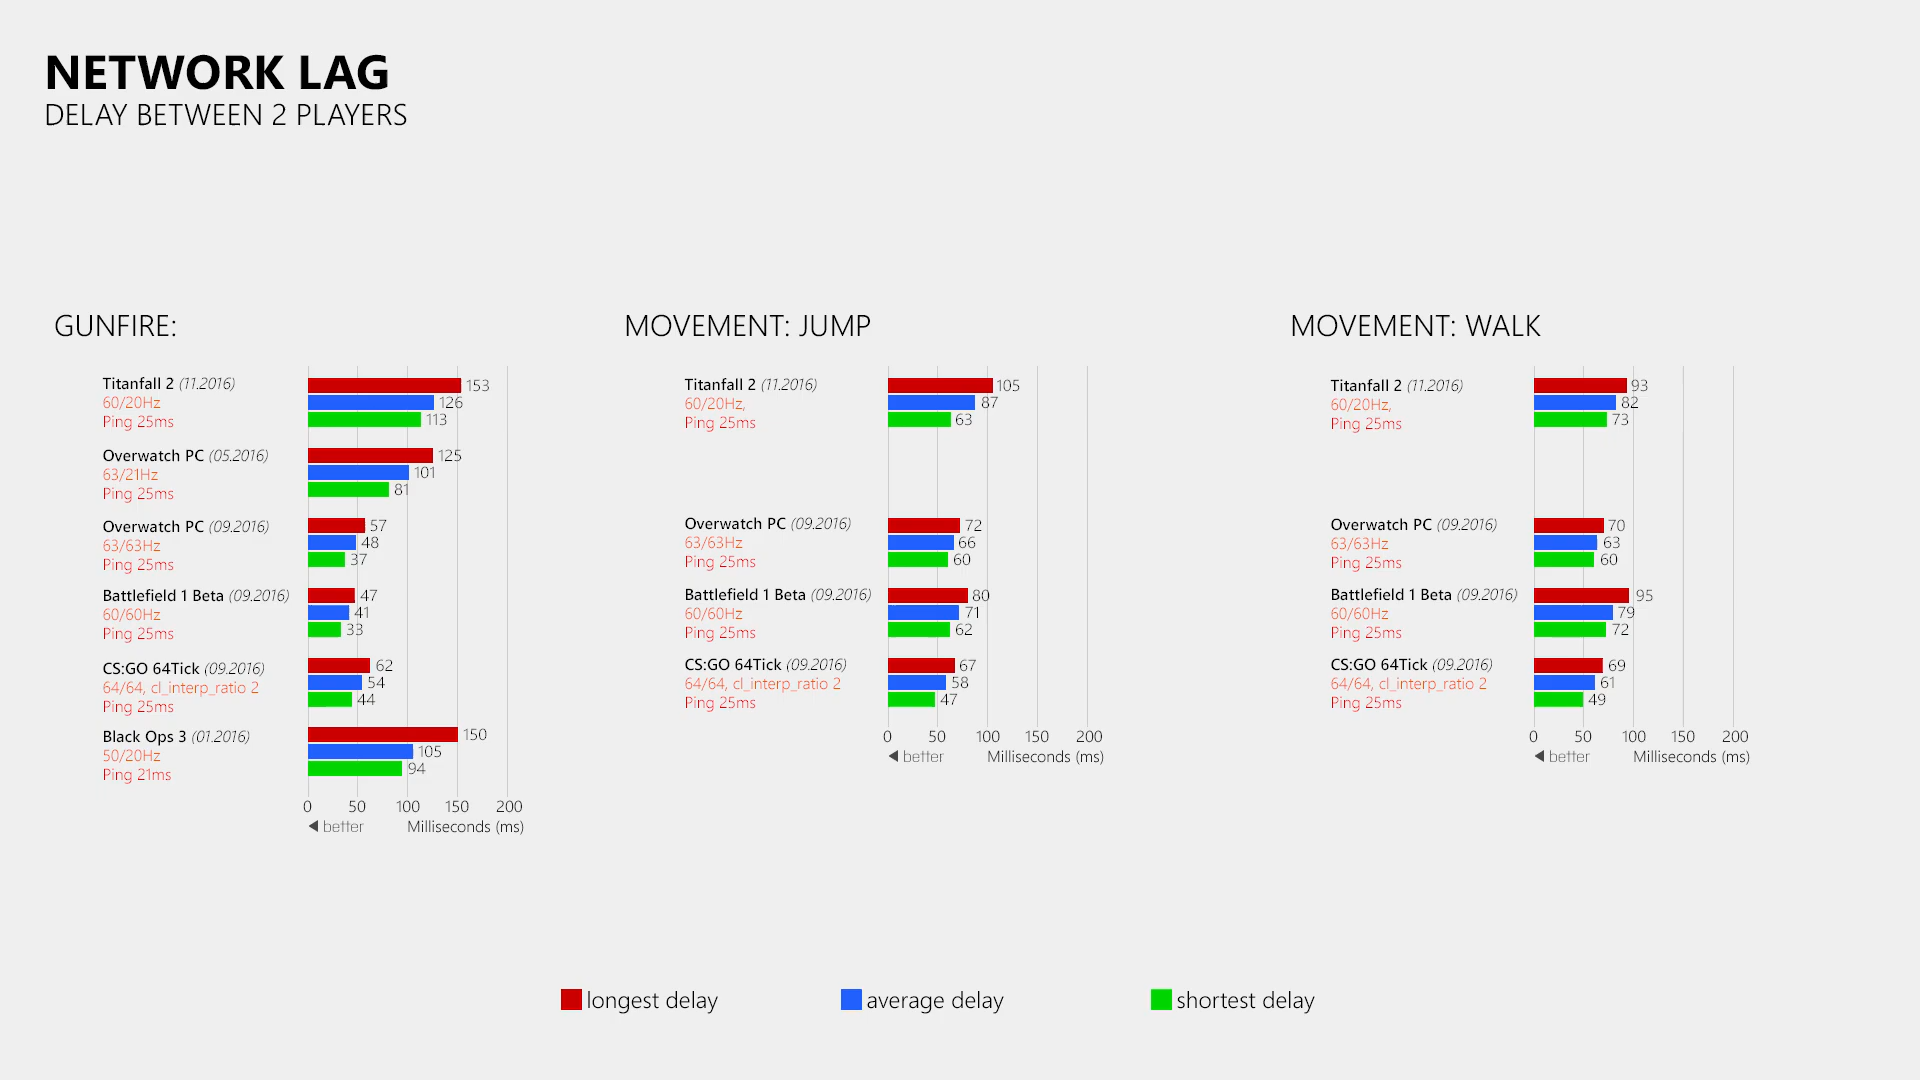 NETWORK LAG
DELAY BETWEEN 2 PLAYERS
GUNFIRE:
Titanfall 2 (11.2016)
60/20Hz
Ping 25ms
153
126
113
Overwatch PC (05.2016)
63/21Hz
Ping 25ms
125
101
81
Overwatch PC (09.2016)
63/63Hz
Ping 25ms
57
48
37
Battlefield 1 Beta (09.2016)
60/60Hz
Ping 25ms
47
41
33
CS:GO 64Tick (09.2016)
64/64, cl_interp_ratio 2
Ping 25ms
62
54
44
Black Ops 3 (01.2016)
50/20Hz
Ping 21ms
150
105
94
0 50 100 150 200
◀ better Milliseconds (ms)
MOVEMENT: JUMP
Titanfall 2 (11.2016)
60/20Hz,
Ping 25ms
105
87
63
Overwatch PC (09.2016)
63/63Hz
Ping 25ms
72
66
60
Battlefield 1 Beta (09.2016)
60/60Hz
Ping 25ms
80
71
62
CS:GO 64Tick (09.2016)
64/64, cl_interp_ratio 2
Ping 25ms
67
58
47
0 50 100 150 200
◀ better Milliseconds (ms)
MOVEMENT: WALK
Titanfall 2 (11.2016)
60/20Hz,
Ping 25ms
93
82
73
Overwatch PC (09.2016)
63/63Hz
Ping 25ms
70
63
60
Battlefield 1 Beta (09.2016)
60/60Hz
Ping 25ms
95
79
72
CS:GO 64Tick (09.2016)
64/64, cl_interp_ratio 2
Ping 25ms
69
61
49
0 50 100 150 200
◀ better Milliseconds (ms)
longest delay average delay shortest delay